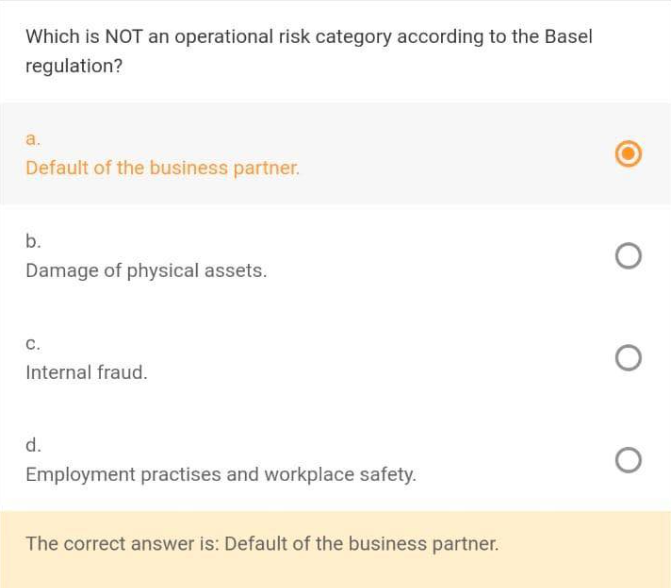 Which is NOT an operational risk category according to the Basel
regulation?
a.
Default of the business partner.
b.
Damage of physical assets.
c.
Internal fraud.
d.
Employment practises and workplace safety.
The correct answer is: Default of the business partner.